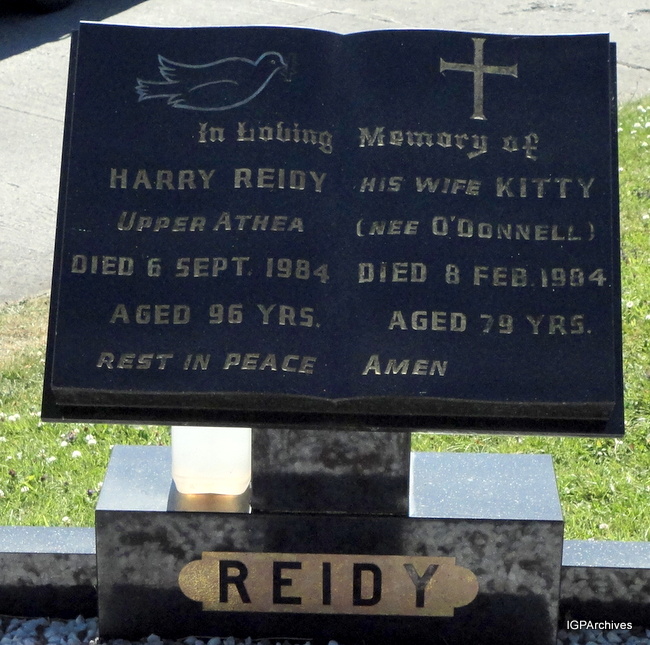 In Loving Memory of
HARRY REIDY
UPPER ATHEA
DIED 6 SEPT. 1984
AGED 96 YRS.
REST IN PEACE
HIS WIFE KITTY
(NEE O'DONNELL)
DIED 8 FEB. 1984
AGED 79 YRS.
AMEN
REIDY
IGPArchives